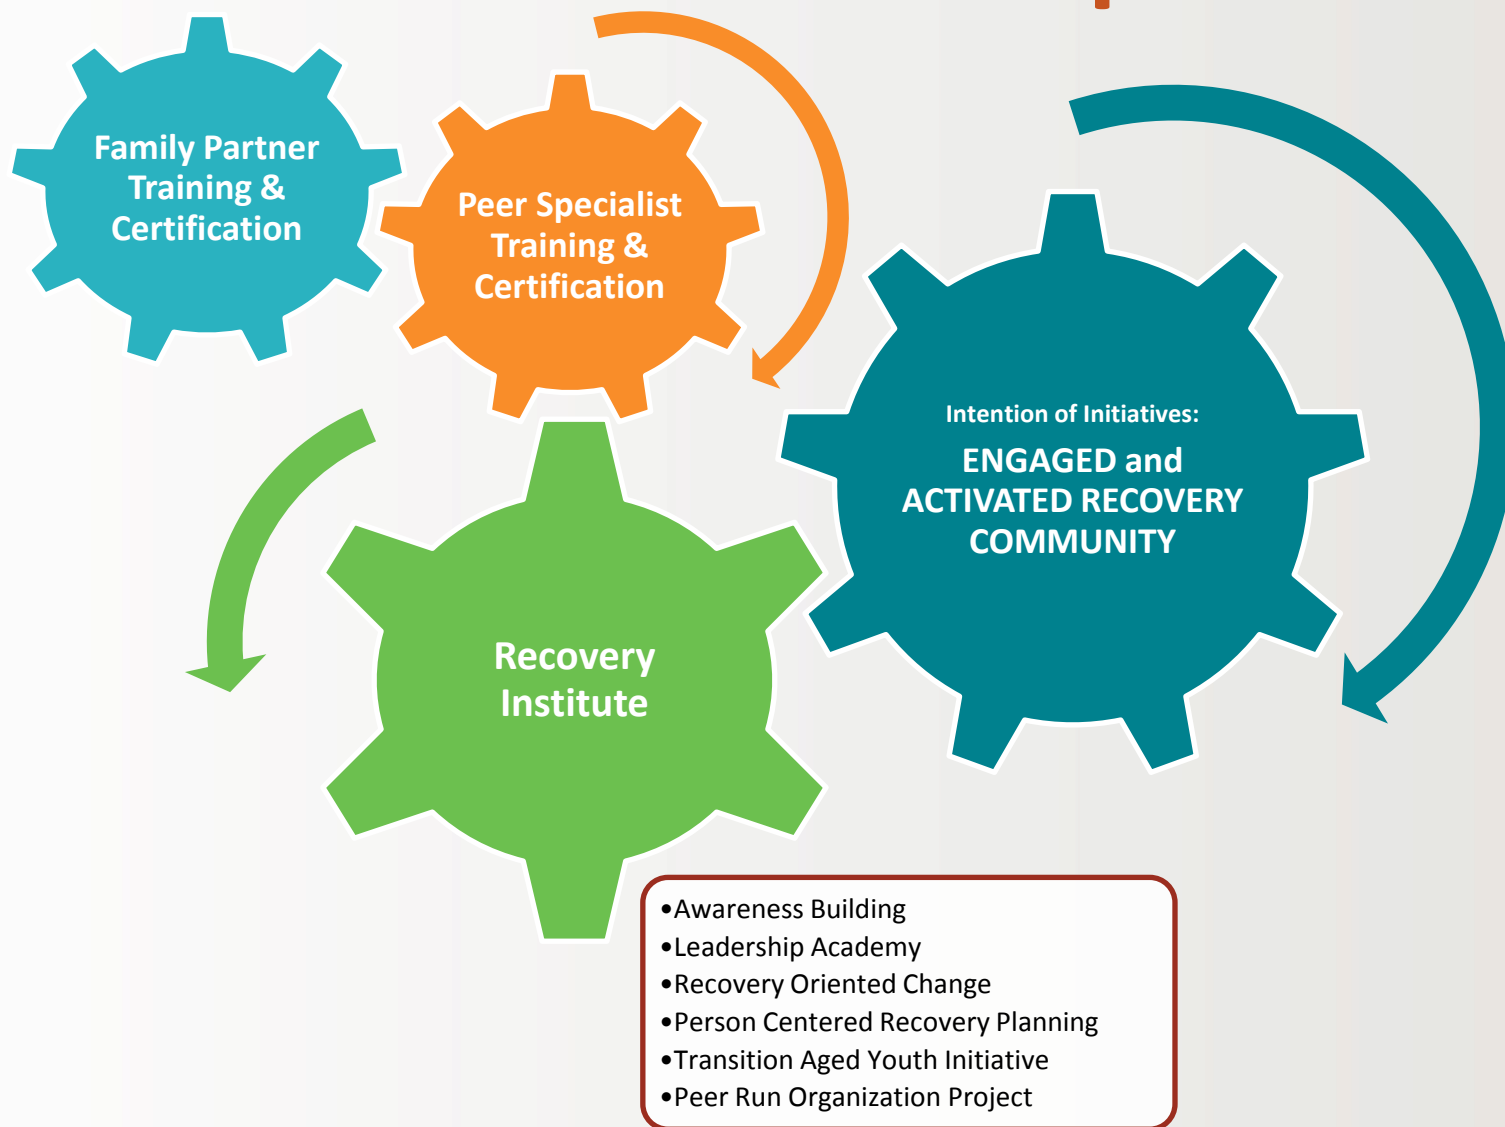 Family Partner
Training &
Certification
Peer Specialist
Training &
Certification
Intention of Initiatives:
ENGAGED and
ACTIVATED RECOVERY
COMMUNITY
Recovery
Institute
•Awareness Building
•Leadership Academy
•Recovery Oriented Change
•Person Centered Recovery Planning
•Transition Aged Youth Initiative
•Peer Run Organization Project